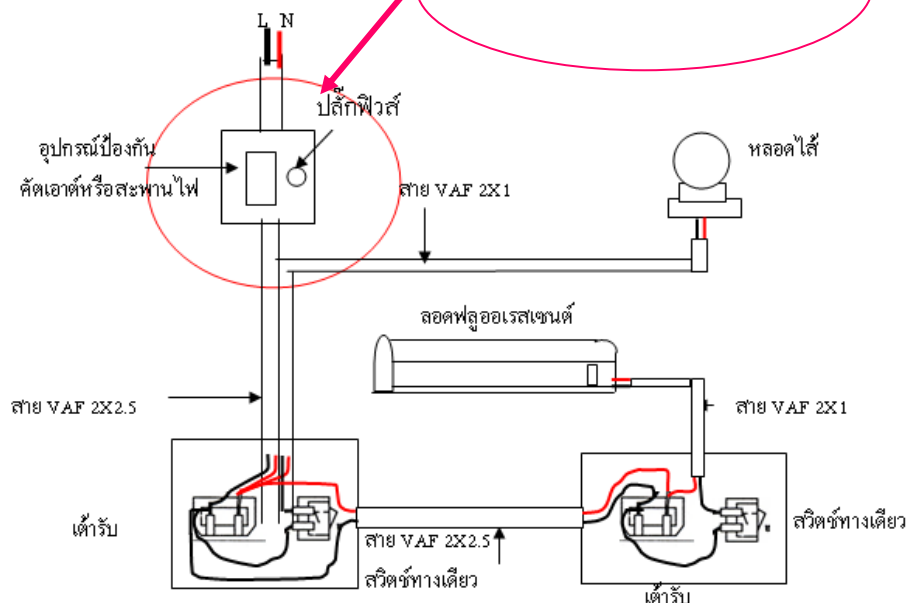 L N
ปลั๊กฟิวส์
อุปกรณ์ป้องกัน
คัตเอาต์หรือสะพานไฟ
หลอดไส้
สาย VAF 2X1
ลอดฟลูออเรสเซนต์
สาย VAF 2X2.5
สาย VAF 2X1
เต้ารับ
สาย VAF 2X2.5
สวิตช์ทางเดียว
สวิตช์ทางเดียว
เต้ารับ